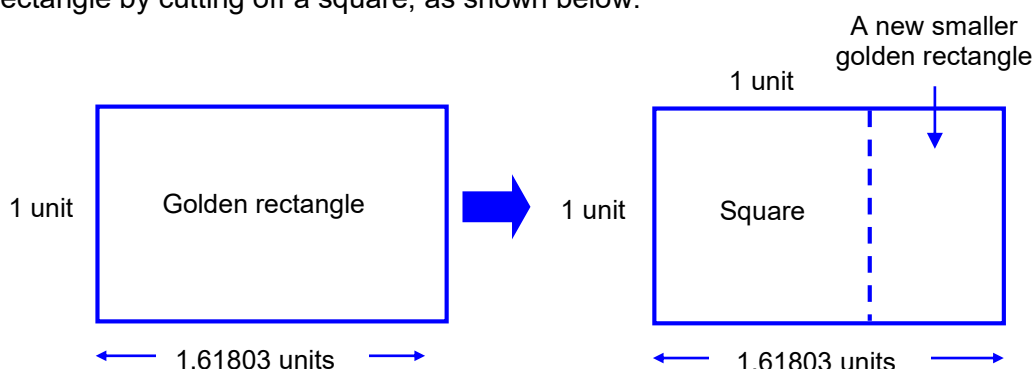 ectangle by cutting off a square, as shown below.
A new smaller
golden rectangle
1 unit
1 unit
Golden rectangle
1 unit
Square
1.61803 units
1.61803 units